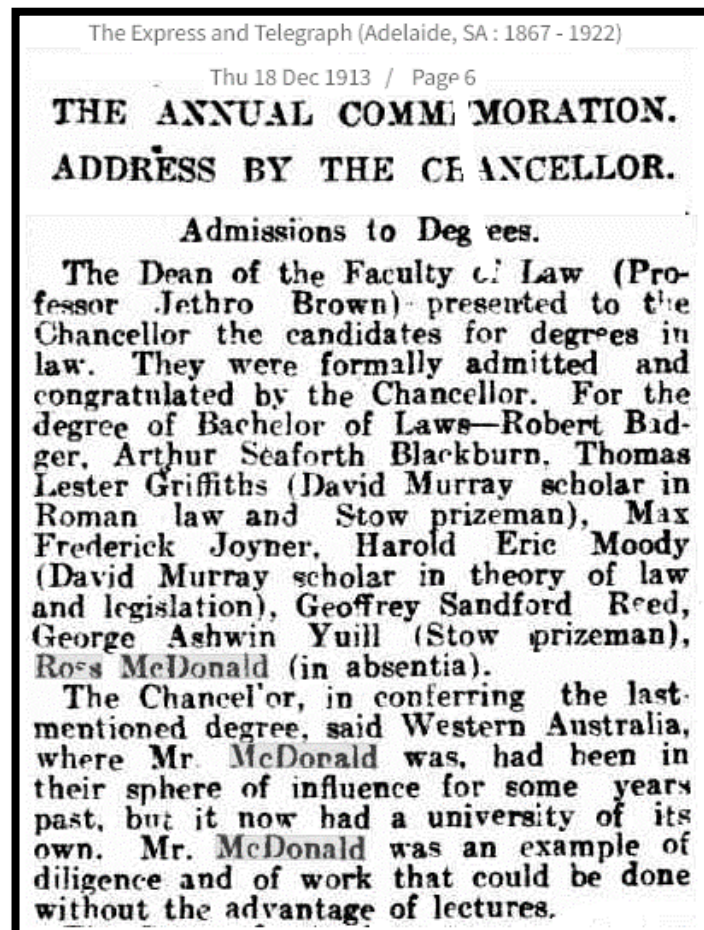 The Express and Telegraph (Adelaide, SA : 1867 - 1922)
Thu 18 Dec 1913 / Page 6
THE ANNUAL COMMEMORATION.
ADDRESS BY THE CHANCELLOR.
Admissions to Degrees.
The Dean of the Faculty of Law (Pro-
fessor Jethro Brown) presented to the
Chancellor the candidates for degrees in
law. They were formally admitted and
congratulated by the Chancellor. For the
degree of Bachelor of Laws—Robert Bad-
ger, Arthur Seaforth Blackburn, Thomas
Lester Griffiths (David Murray scholar in
Roman law and Stow prizeman), Max
Frederick Joyner, Harold Eric Moody
(David Murray scholar in theory of law
and legislation), Geoffrey Sandford Reed,
George Ashwin Yuill (Stow prizeman),
Ross McDonald (in absentia).
The Chancel'or, in conferring the last-
mentioned degree, said Western Australia,
where Mr. McDonald was, had been in
their sphere of influence for some years
past, but it now had a university of its
own. Mr. McDonald was an example of
diligence and of work that could be done
without the advantage of lectures.